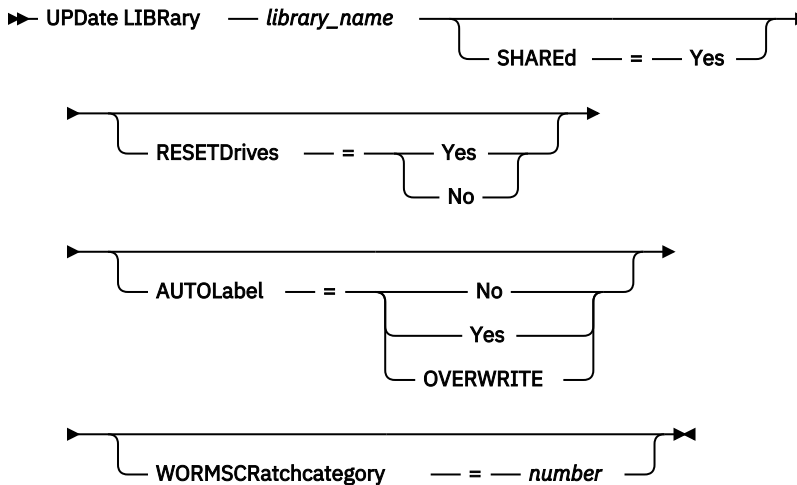 UPDate LIBRary library_name
SHAREd = Yes
RESETDrives = Yes
No
AUTOLabel = No
Yes
OVERWRITE
WORMSCRatchcategory = number